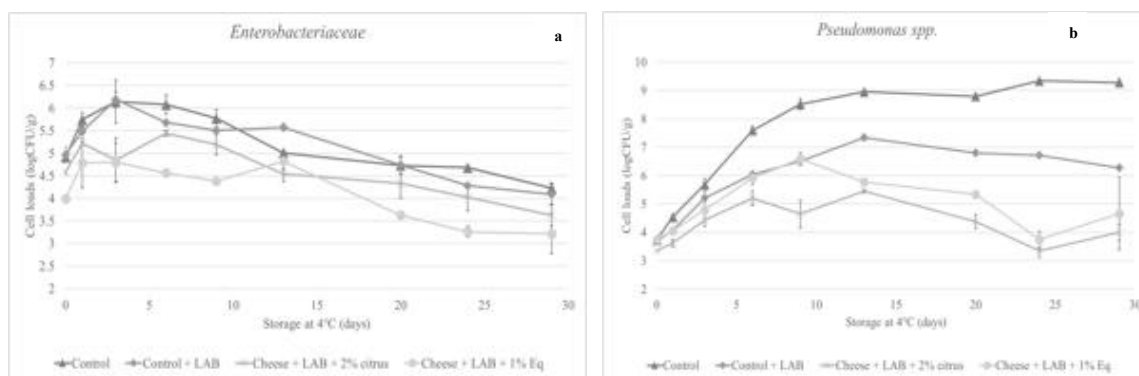 Enterobacteriaceae
a
Cell loads (logCFU/g)
7
6.5
6
5.5
5
4.5
4
3.5
3
2.5
2
0
5
10
15
20
25
30
Storage at 4°C (days)
Control
Control + LAB
Cheese + LAB + 2% citrus
Cheese + LAB + 1% Eq
Pseudomonas spp.
b
Cell loads (logCFU/g)
10
9
8
7
6
5
4
3
2
0
5
10
15
20
25
30
Storage at 4°C (days)
Control
Control + LAB
Cheese + LAB + 2% citrus
Cheese + LAB + 1% Eq